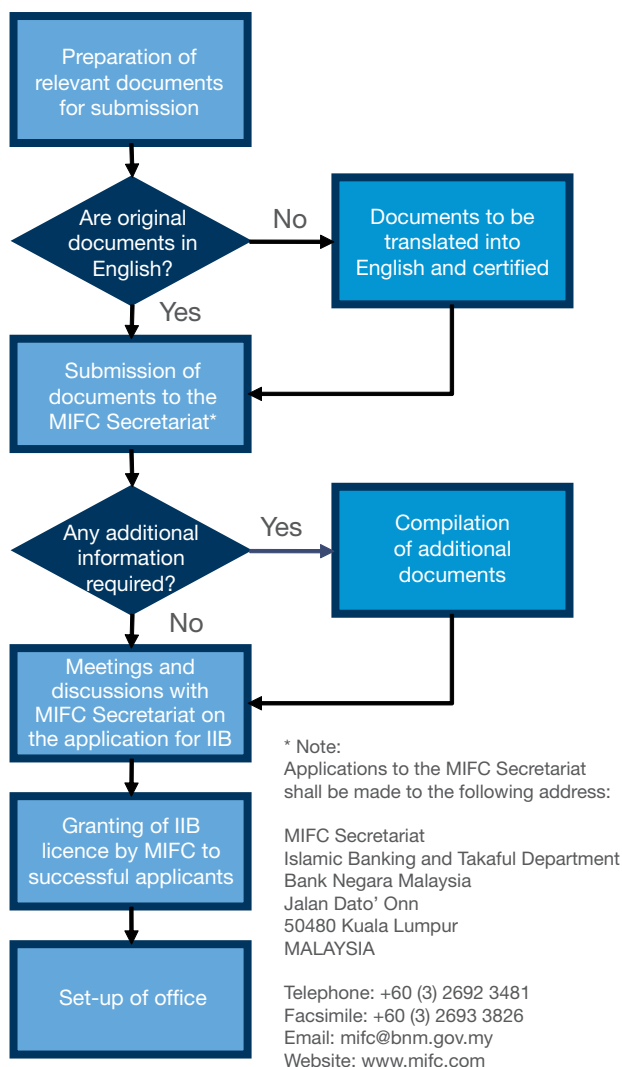 Preparation of
relevant documents
for submission
Are original
documents in
English?
No
Documents to be
translated into
English and certified
Yes
Submission of
documents to the
MIFC Secretariat*
Any additional
information
required?
Yes
Compilation
of additional
documents
No
Meetings and
discussions with
MIFC Secretariat on
the application for IIB
Granting of IIB
licence by MIFC to
successful applicants
Set-up of office
* Note:
Applications to the MIFC Secretariat
shall be made to the following address:
MIFC Secretariat
Islamic Banking and Takaful Department
Bank Negara Malaysia
Jalan Dato’ Onn
50480 Kuala Lumpur
MALAYSIA
Telephone: +60 (3) 2692 3481
Facsimile: +60 (3) 2693 3826
Email: mifc@bnm.gov.my
Website: www.mifc.com